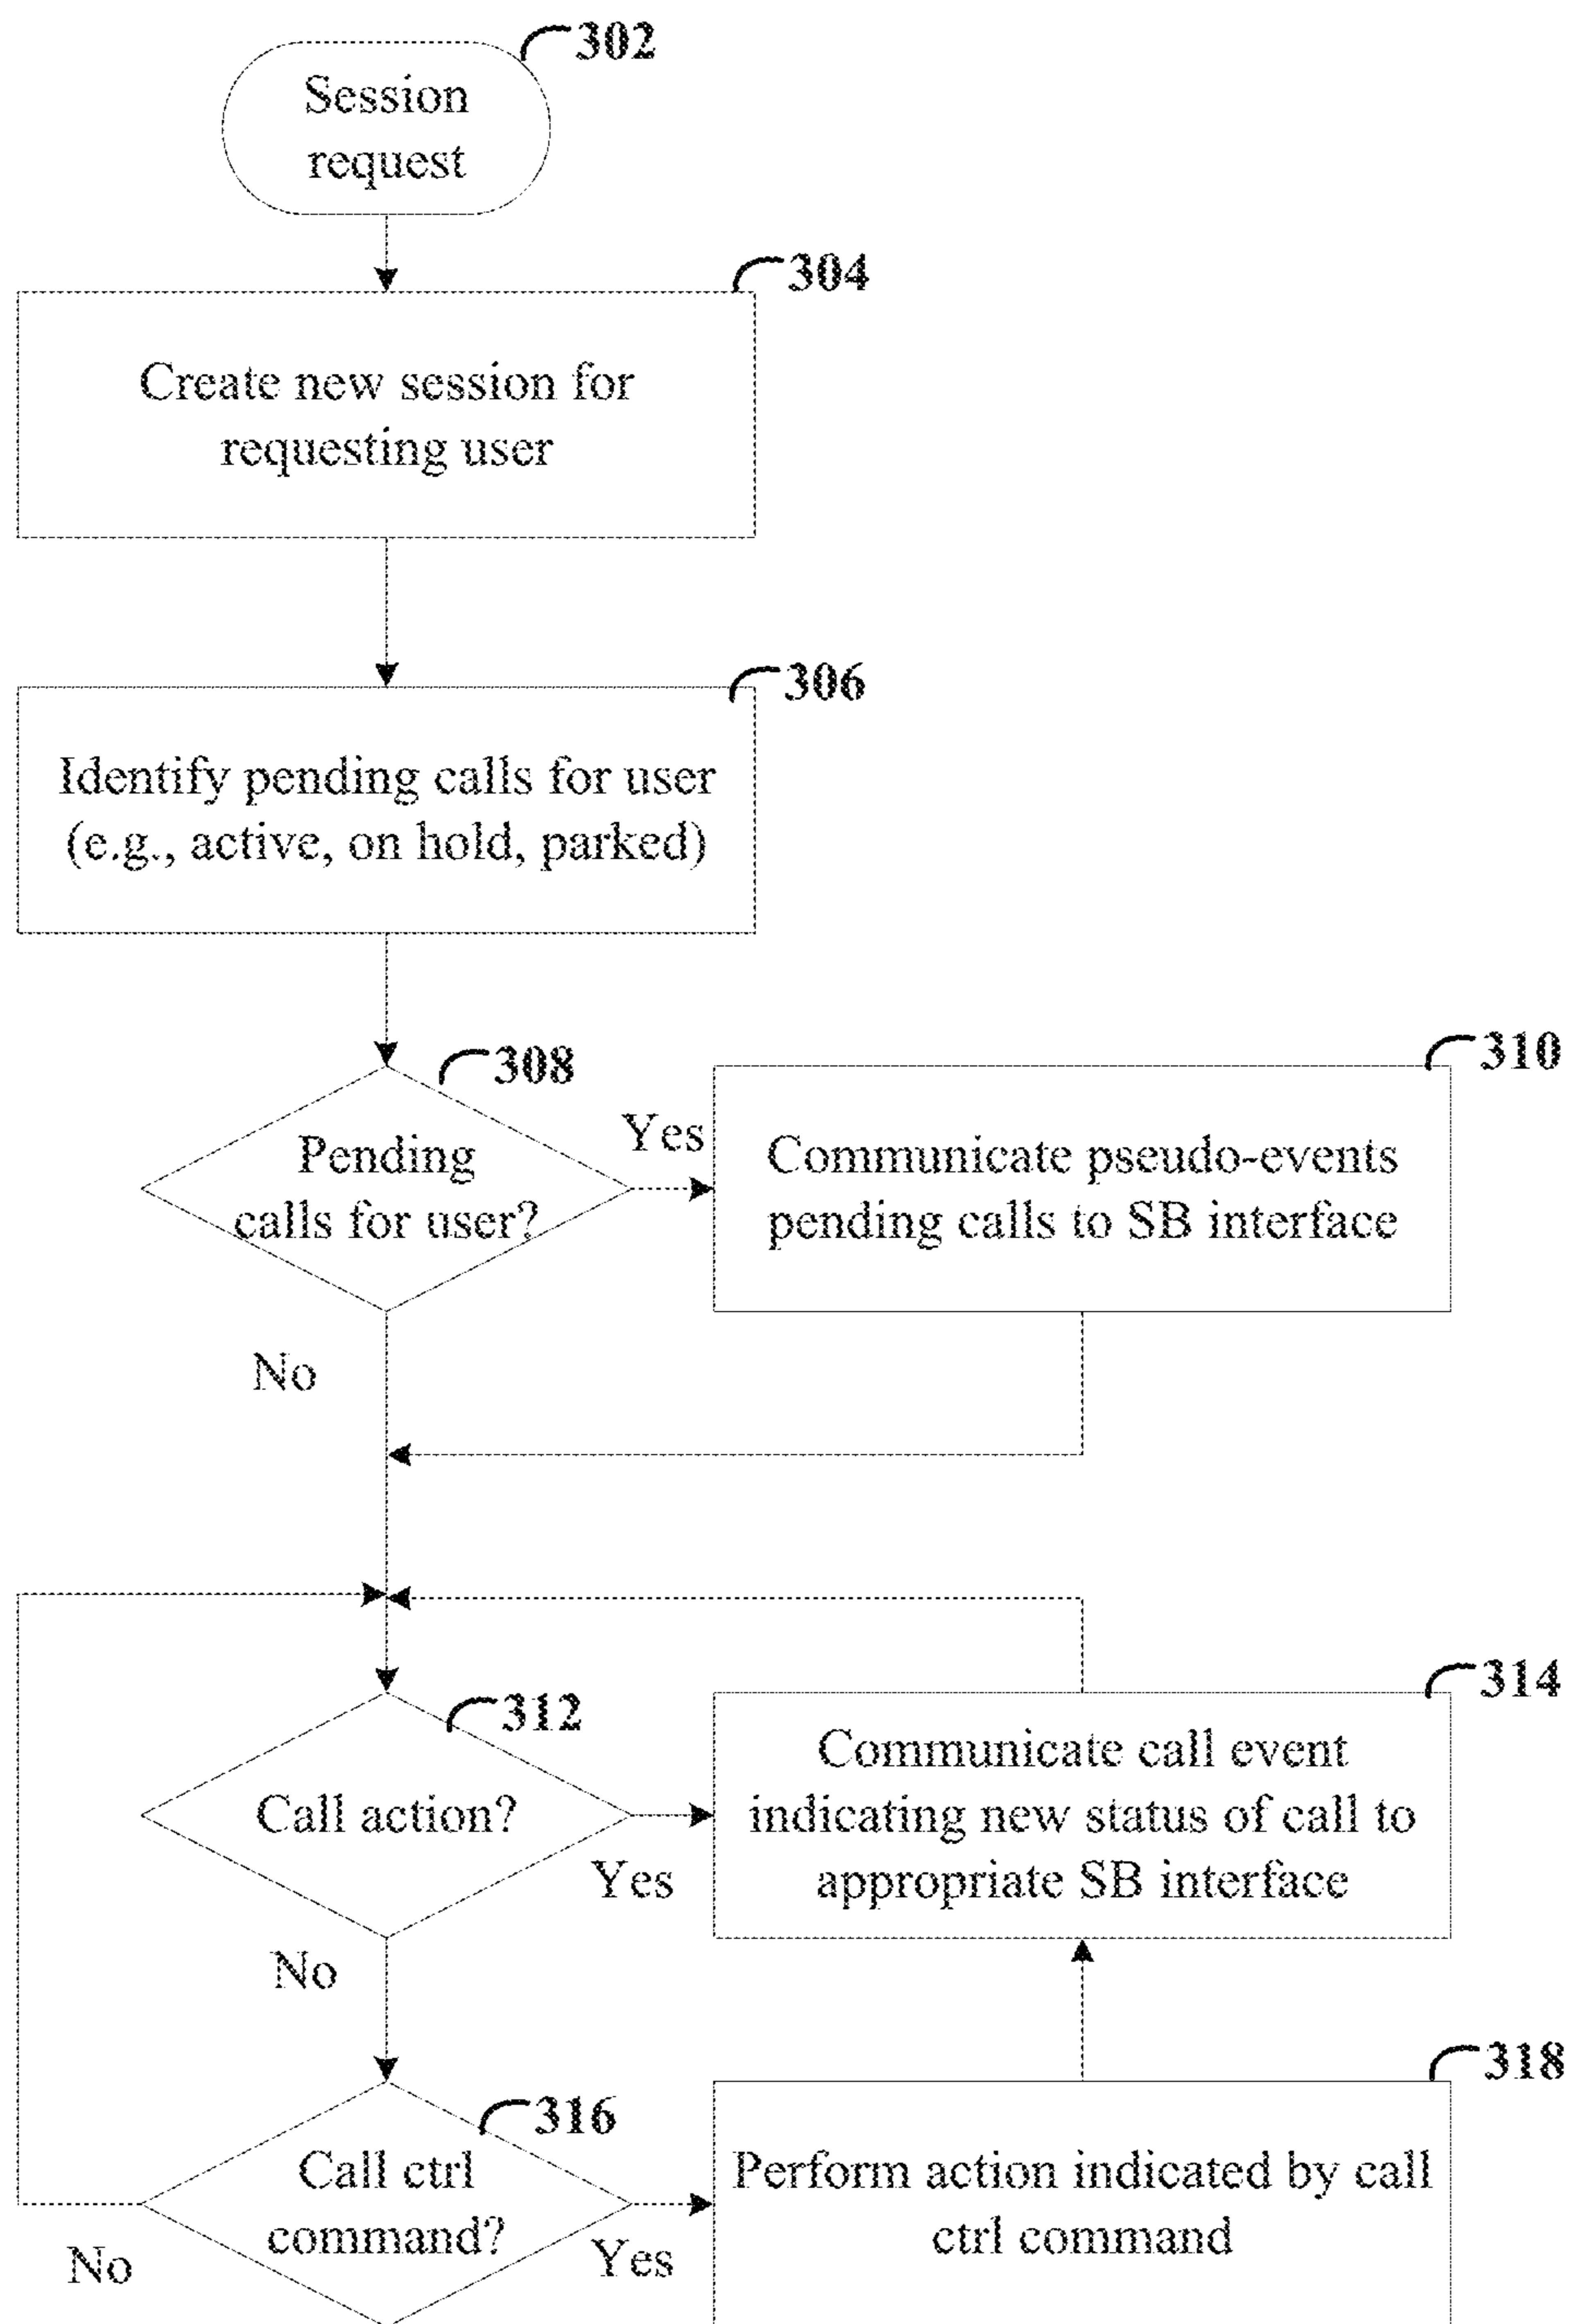 302
Session
request
304
Create new session for
requesting user
306
Identify pending calls for user
(e.g., active, on hold, parked)
308
Pending
calls for user?
Yes
No
310
Communicate pseudo-events
pending calls to SB interface
312
Call action?
Yes
No
314
Communicate call event
indicating new status of call to
appropriate SB interface
316
Call ctrl
command?
No
Yes
318
Perform action indicated by call
ctrl command